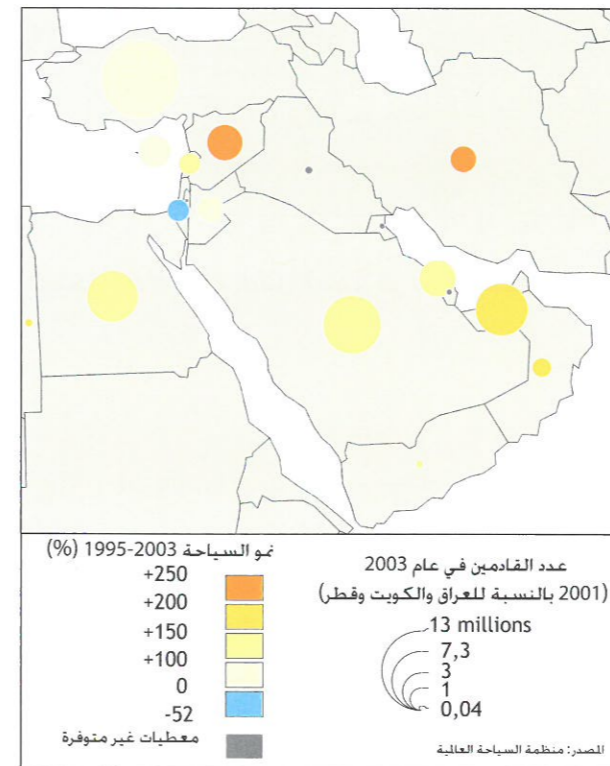 نمو السياحة 2003-1995 (%)
+250
+200
+150
+100
0
-52
معطيات غير متوفرة
عدد القادمين في عام 2003
(2001 بالنسبة للعراق والكويت وقطر)
13 millions
7,3
3
1
0,04
المصدر: منظمة السياحة العالمية